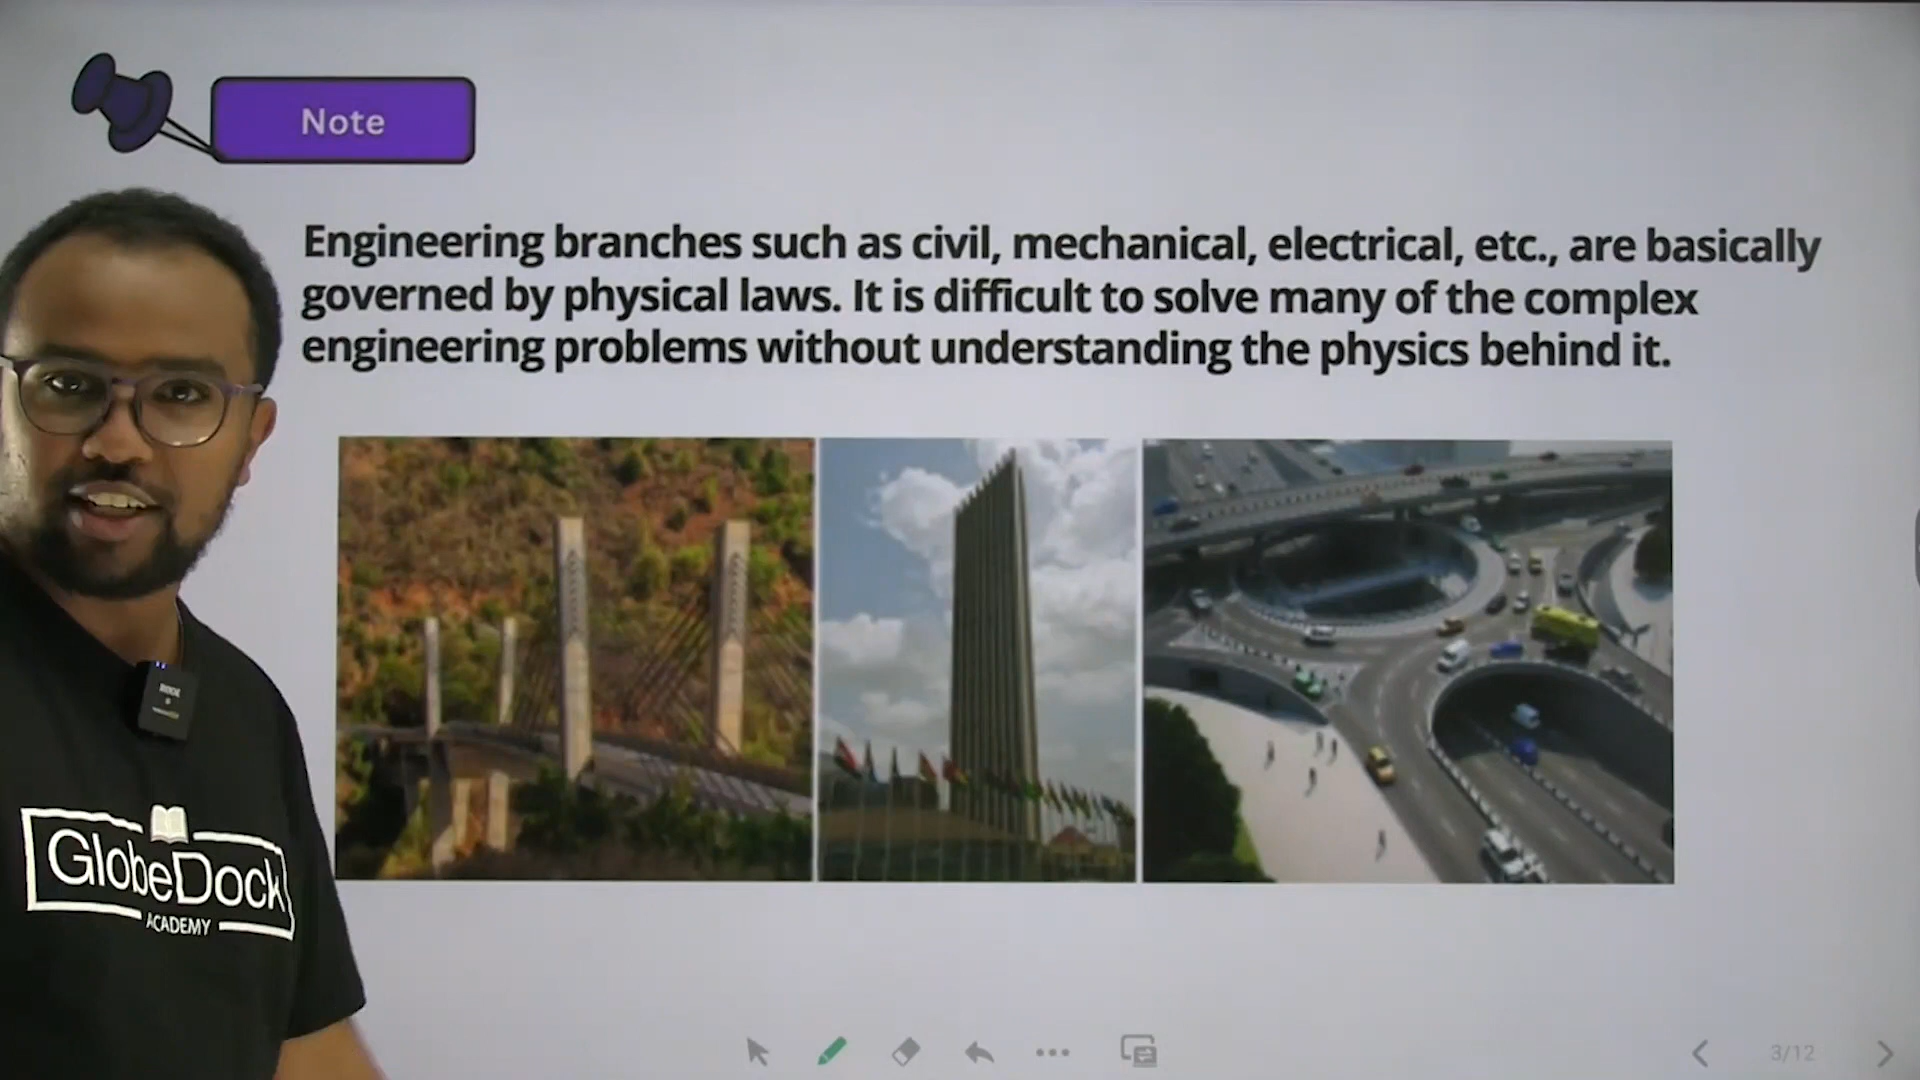 Note
Engineering branches such as civil, mechanical, electrical, etc., are basically
governed by physical laws. It is difficult to solve many of the complex
engineering problems without understanding the physics behind it.
GlobeDock
ACADEMY
3/12